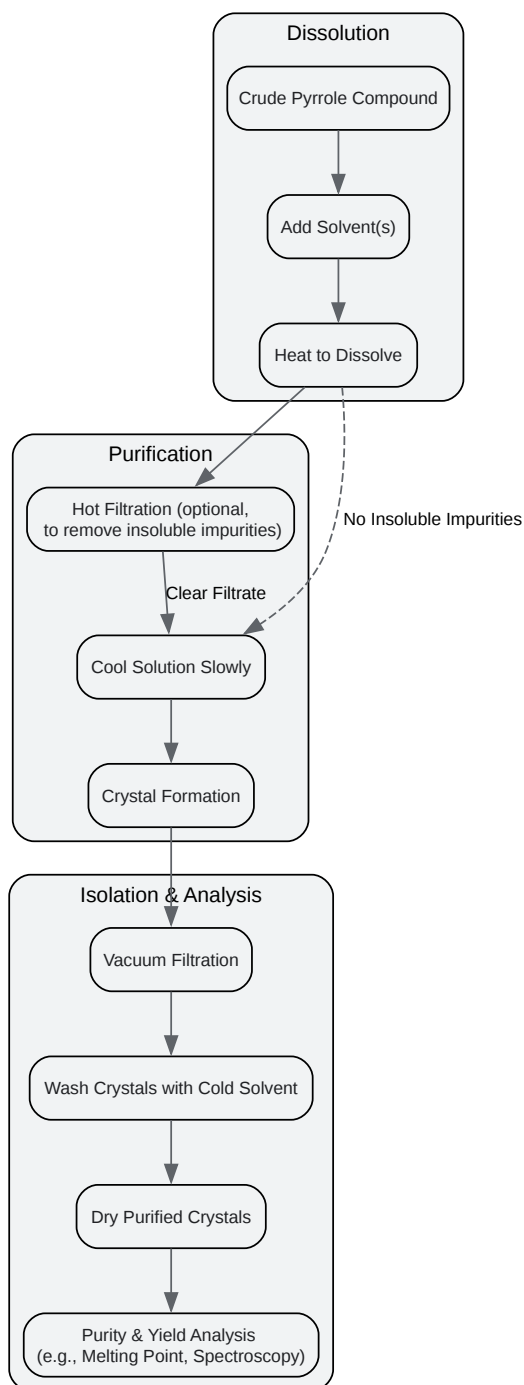 Dissolution
Crude Pyrrole Compound
Add Solvent(s)
Heat to Dissolve
Purification
Hot Filtration (optional,
to remove insoluble impurities)
No Insoluble Impurities
Clear Filtrate
Cool Solution Slowly
Crystal Formation
Isolation & Analysis
Vacuum Filtration
Wash Crystals with Cold Solvent
Dry Purified Crystals
Purity & Yield Analysis
(e.g., Melting Point, Spectroscopy)